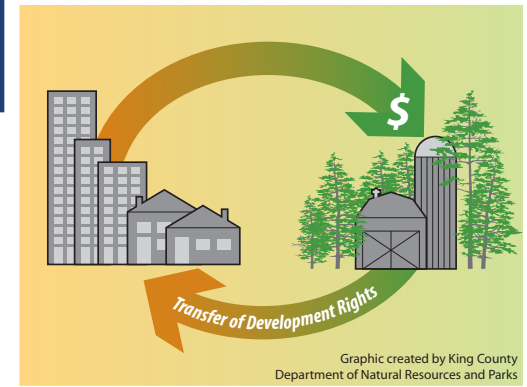 $
Transfer of Development Rights
Graphic created by King County
Department of Natural Resources and Parks